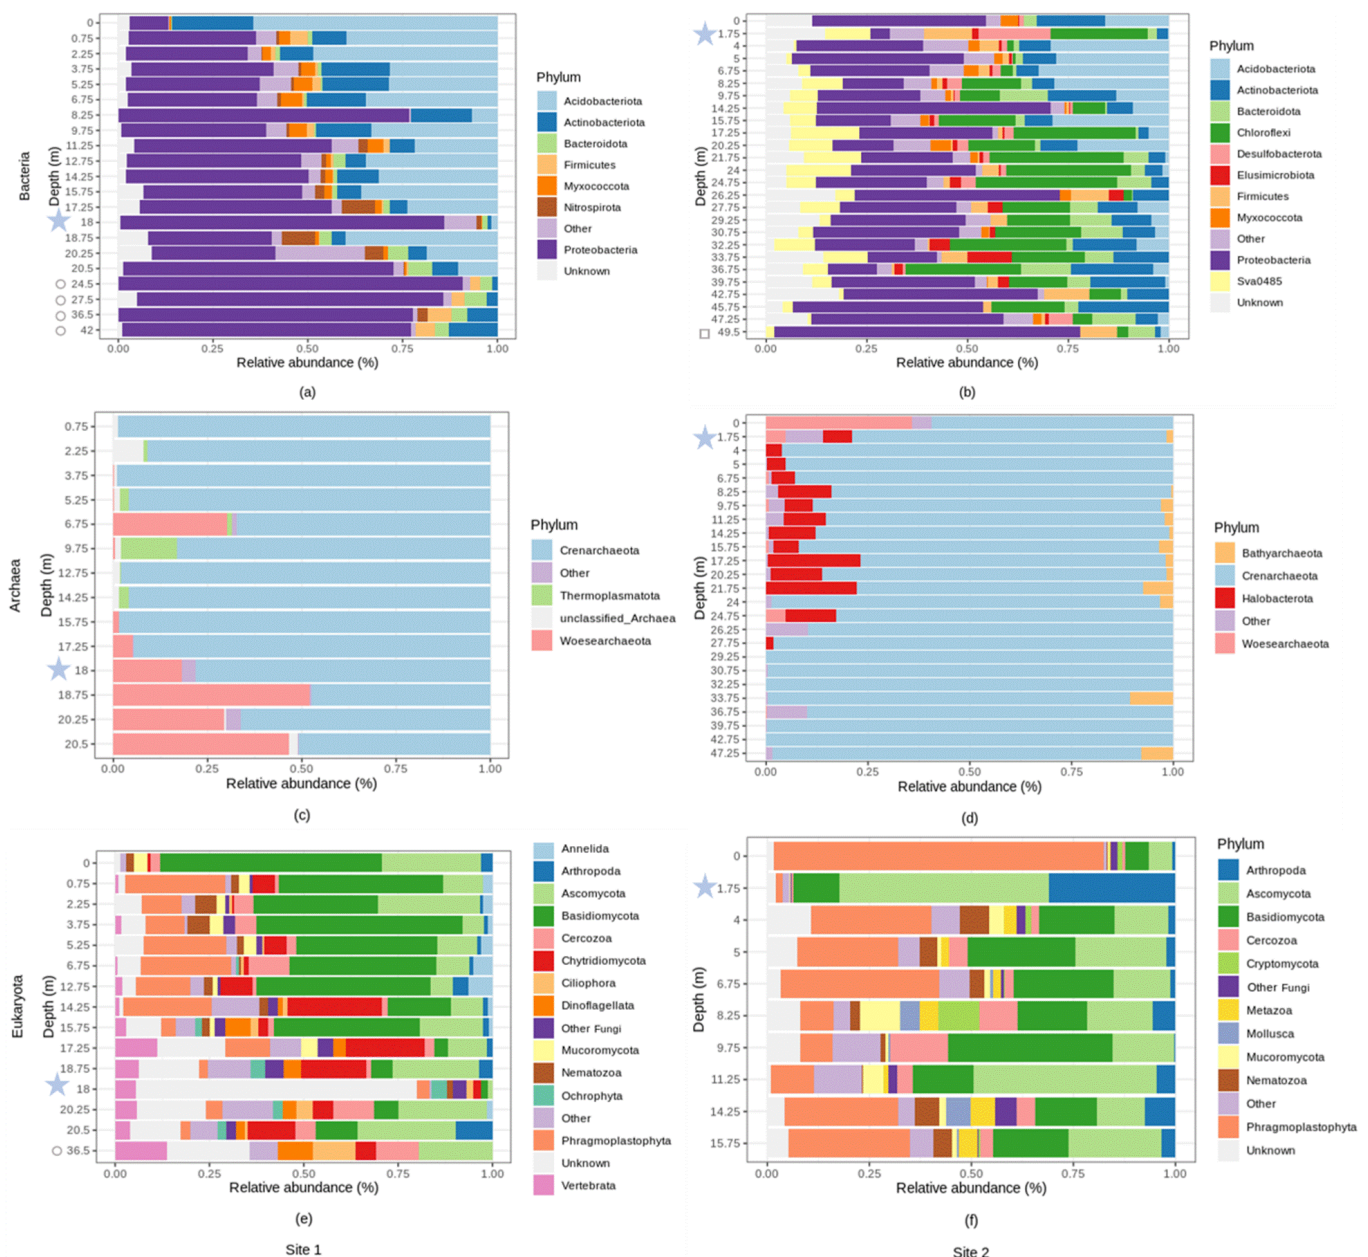 Bacteria
Depth (m)
0
0.75
2.25
3.75
5.25
6.75
8.25
9.75
11.25
12.75
14.25
15.75
17.25
18
18.75
20.25
20.5
24.5
27.5
36.5
42
0.00 0.25 0.50 0.75 1.00
Relative abundance (%)
Phylum
Acidobacteriota
Actinobacteriota
Bacteroidota
Firmicutes
Myxococcota
Nitrospirota
Other
Proteobacteria
Unknown
(a)
Depth (m)
0
1.75
4
5
6.75
8.25
9.75
14.25
15.75
17.25
20.25
21.75
24
24.75
26.25
27.75
29.25
30.75
32.25
33.75
36.75
39.75
42.75
45.75
47.25
49.5
0.00 0.25 0.50 0.75 1.00
Relative abundance (%)
Phylum
Acidobacteriota
Actinobacteriota
Bacteroidota
Chloroflexi
Desulfobacterota
Elusimicrobiota
Firmicutes
Myxococcota
Other
Proteobacteria
Sva0485
Unknown
(b)
Archaea
Depth (m)
0.75
2.25
3.75
5.25
6.75
9.75
12.75
14.25
15.75
17.25
18
18.75
20.25
20.5
0.00 0.25 0.50 0.75 1.00
Relative abundance (%)
Phylum
Crenarchaeota
Other
Thermoplasmatota
unclassified_Archaea
Woesearchaeota
(c)
Depth (m)
0
1.75
4
5
6.75
8.25
9.75
11.25
14.25
15.75
17.25
20.25
21.75
24
24.75
26.25
27.75
29.25
30.75
32.25
33.75
36.75
39.75
42.75
47.25
0.00 0.25 0.50 0.75 1.00
Relative abundance (%)
Phylum
Bathyarchaeota
Crenarchaeota
Halobacterota
Other
Woesearchaeota
(d)
Eukaryota
Depth (m)
0
0.75
2.25
3.75
5.25
6.75
12.75
14.25
15.75
17.25
18.75
18
20.25
20.5
36.5
0.00 0.25 0.50 0.75 1.00
Relative abundance (%)
Annelida
Arthropoda
Ascomycota
Basidiomycota
Cercozoa
Chytridiomycota
Ciliophora
Dinoflagellata
Other Fungi
Mucoromycota
Nematozoa
Ochrophyta
Other
Phragmoplastophyta
Unknown
Vertebrata
(e)
Site 1
Depth (m)
0
1.75
4
5
6.75
8.25
9.75
11.25
14.25
15.75
0.00 0.25 0.50 0.75 1.00
Relative abundance (%)
Phylum
Arthropoda
Ascomycota
Basidiomycota
Cercozoa
Cryptomycota
Other Fungi
Metazoa
Mollusca
Mucoromycota
Nematozoa
Other
Phragmoplastophyta
Unknown
(f)
Site 2